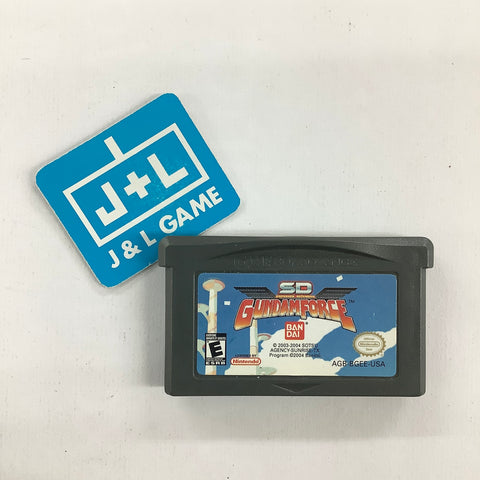 J+L
J & L GAME
GAME BOY ADVANCE
SD
GUNDAMFORCE™
BAN
DAI
© 2003-2004 SOTSU
AGENCY•SUNRISE•TX
Program ©2004 Bandai
E
ESRB
Nintendo
AGB-BGEE-USA